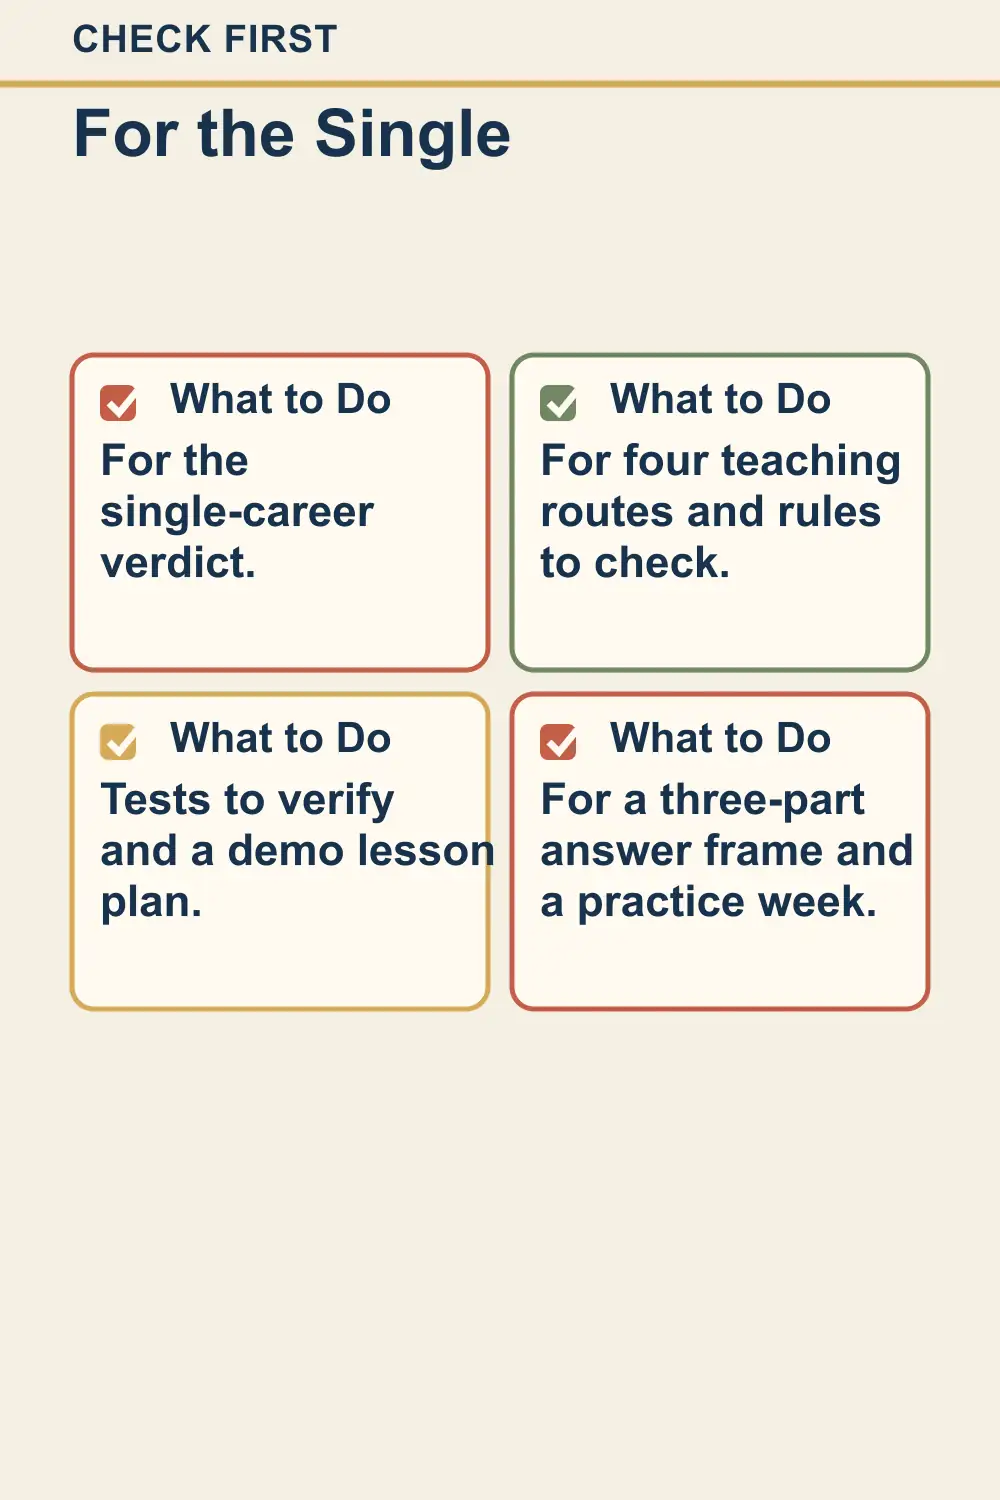 CHECK FIRST
For the Single
What to Do
For the
single-career
verdict.
What to Do
For four teaching
routes and rules
to check.
What to Do
Tests to verify
and a demo lesson
plan.
What to Do
For a three-part
answer frame and
a practice week.